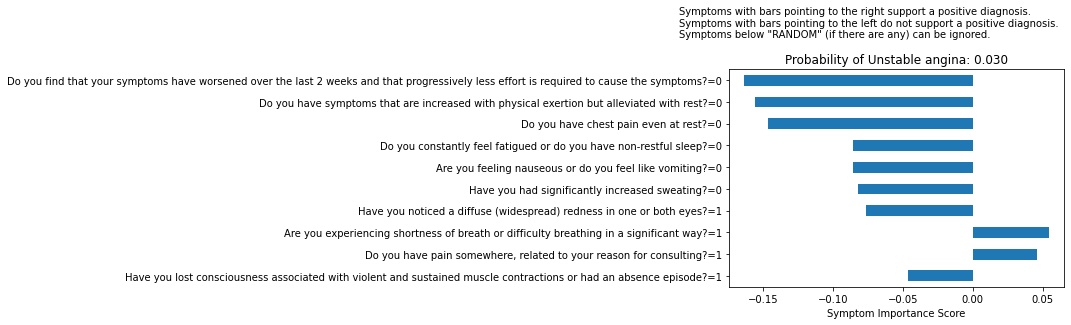 Symptoms with bars pointing to the right support a positive diagnosis.
Symptoms with bars pointing to the left do not support a positive diagnosis.
Symptoms below "RANDOM" (if there are any) can be ignored.
Probability of Unstable angina: 0.030
Do you find that your symptoms have worsened over the last 2 weeks and that progressively less effort is required to cause the symptoms?=0
Do you have symptoms that are increased with physical exertion but alleviated with rest?=0
Do you have chest pain even at rest?=0
Do you constantly feel fatigued or do you have non-restful sleep?=0
Are you feeling nauseous or do you feel like vomiting?=0
Have you had significantly increased sweating?=0
Have you noticed a diffuse (widespread) redness in one or both eyes?=1
Are you experiencing shortness of breath or difficulty breathing in a significant way?=1
Do you have pain somewhere, related to your reason for consulting?=1
Have you lost consciousness associated with violent and sustained muscle contractions or had an absence episode?=1
−0.15 −0.10 −0.05 0.00 0.05
Symptom Importance Score